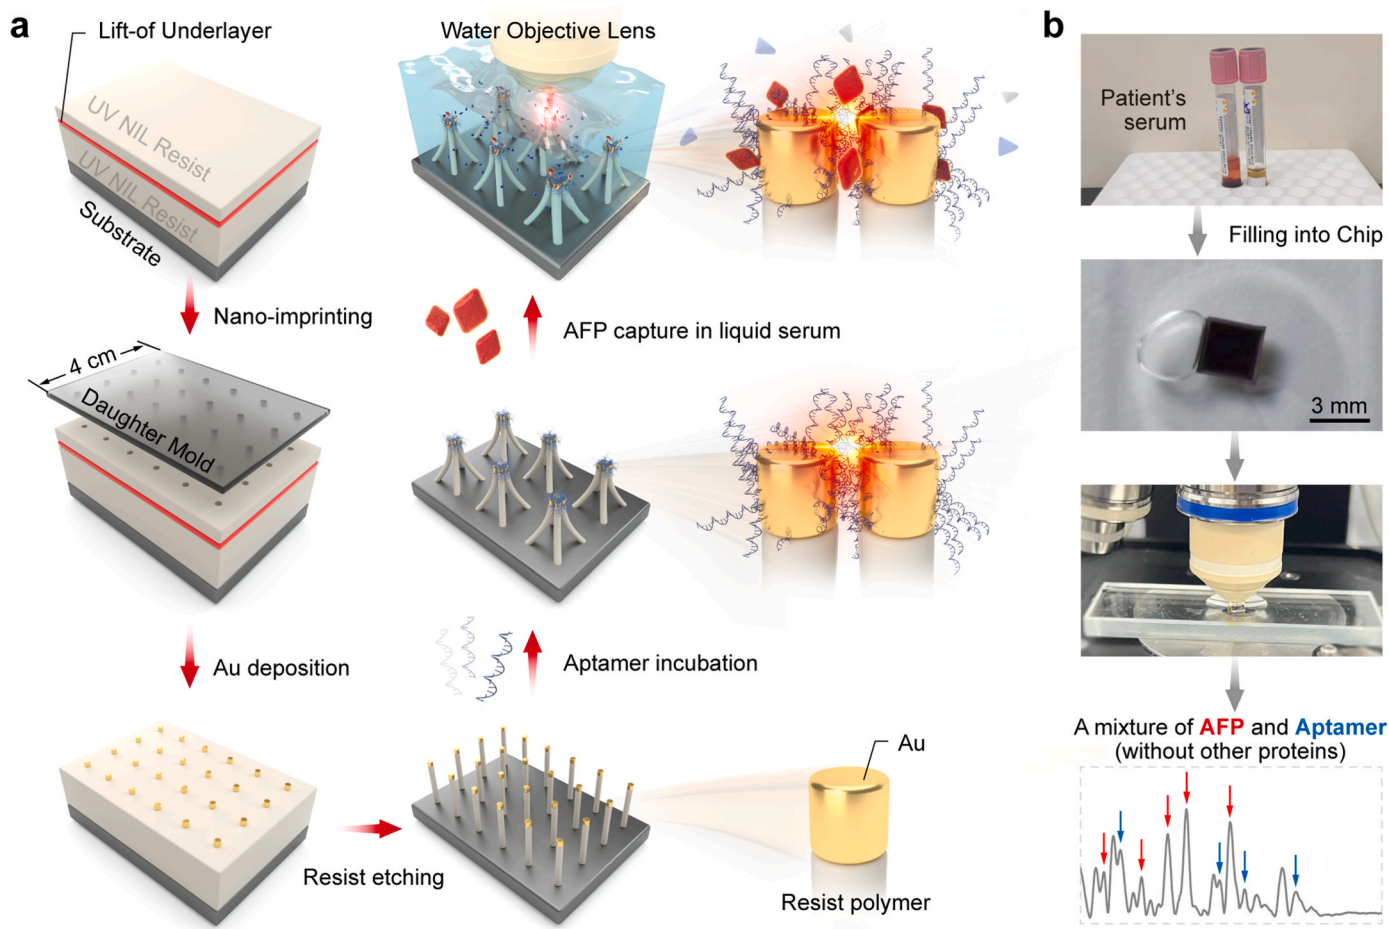 a
Lift-of Underlayer
UV NIL Resist
UV NIL Resist
Substrate
Nano-imprinting
4 cm
Daughter Mold
Au deposition
Resist etching
Au
Resist polymer
Aptamer incubation
AFP capture in liquid serum
Water Objective Lens
b
Patient's
serum
Filling into Chip
3 mm
A mixture of AFP and Aptamer
(without other proteins)